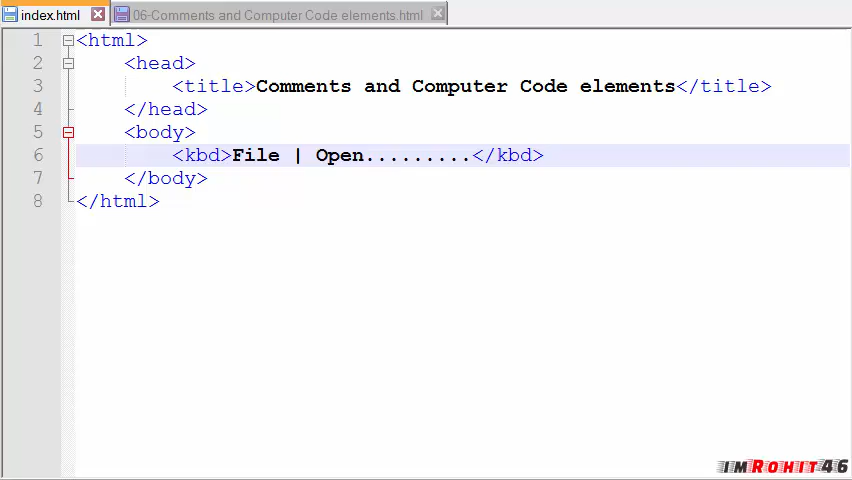 index.html
06-Comments and Computer Code elements.html
1 <html>
2 <head>
3 <title>Comments and Computer Code elements</title>
4 </head>
5 <body>
6 <kbd>File | Open.........</kbd>
7 </body>
8 </html>
IMROHIT46